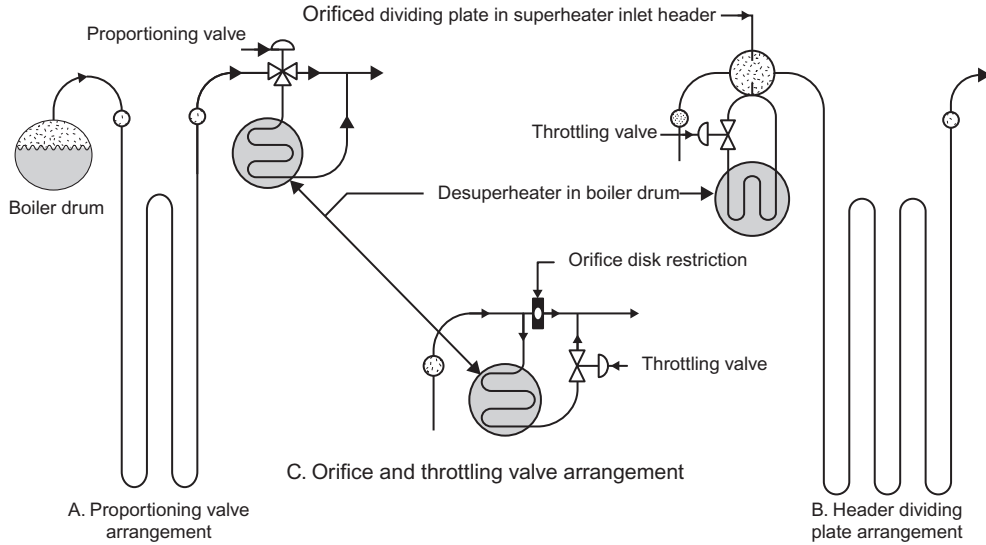 Orificed dividing plate in superheater inlet header
Proportioning valve
Throttling valve
Boiler drum
Desuperheater in boiler drum
Orifice disk restriction
Throttling valve
C. Orifice and throttling valve arrangement
A. Proportioning valve
arrangement
B. Header dividing
plate arrangement